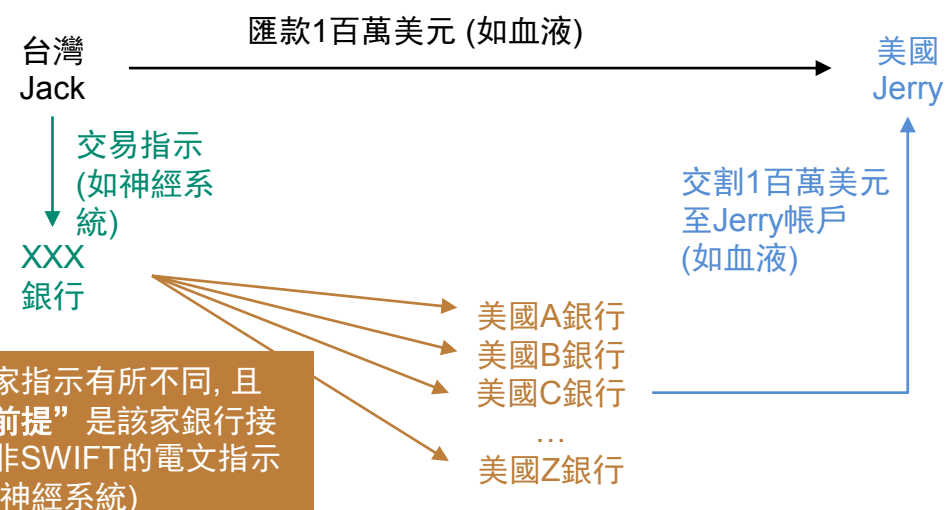 匯款1百萬美元 (如血液)
台灣
Jack
美國
Jerry
交易指示
(如神經系
統)
XXX
銀行
交割1百萬美元
至Jerry帳戶
(如血液)
美國A銀行
美國B銀行
美國C銀行
…
美國Z銀行
家指示有所不同, 且
前提”是該家銀行接
非SWIFT的電文指示
神經系統)